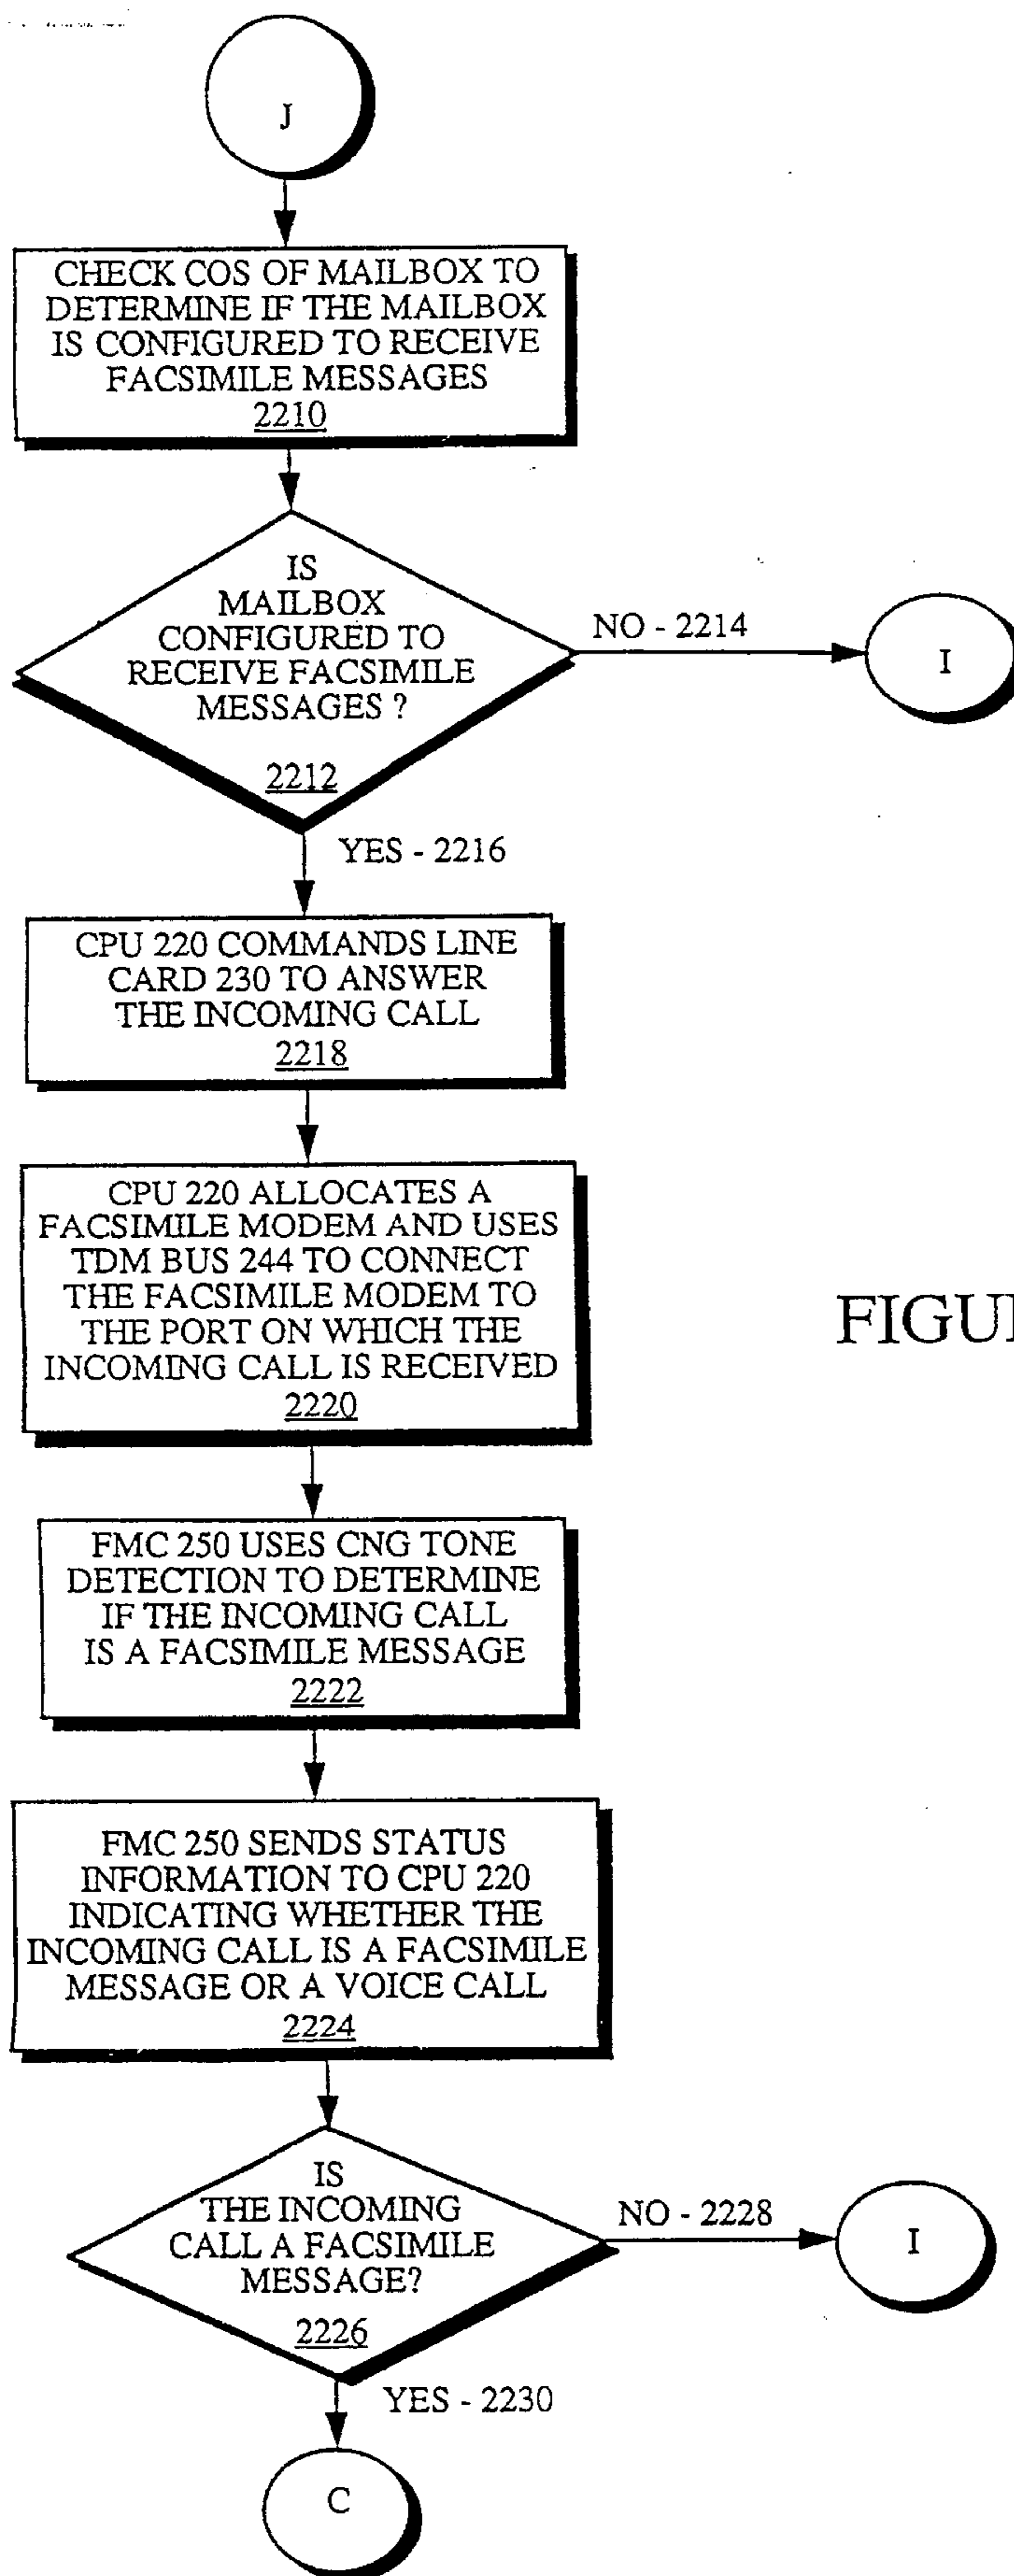 J
CHECK COS OF MAILBOX TO
DETERMINE IF THE MAILBOX
IS CONFIGURED TO RECEIVE
FACSIMILE MESSAGES
2210
IS
MAILBOX
CONFIGURED TO
RECEIVE FACSIMILE
MESSAGES ?
2212
NO - 2214
I
YES - 2216
CPU 220 COMMANDS LINE
CARD 230 TO ANSWER
THE INCOMING CALL
2218
CPU 220 ALLOCATES A
FACSIMILE MODEM AND USES
TDM BUS 244 TO CONNECT
THE FACSIMILE MODEM TO
THE PORT ON WHICH THE
INCOMING CALL IS RECEIVED
2220
FMC 250 USES CNG TONE
DETECTION TO DETERMINE
IF THE INCOMING CALL
IS A FACSIMILE MESSAGE
2222
FMC 250 SENDS STATUS
INFORMATION TO CPU 220
INDICATING WHETHER THE
INCOMING CALL IS A FACSIMILE
MESSAGE OR A VOICE CALL
2224
IS
THE INCOMING
CALL A FACSIMILE
MESSAGE?
2226
NO - 2228
I
YES - 2230
C